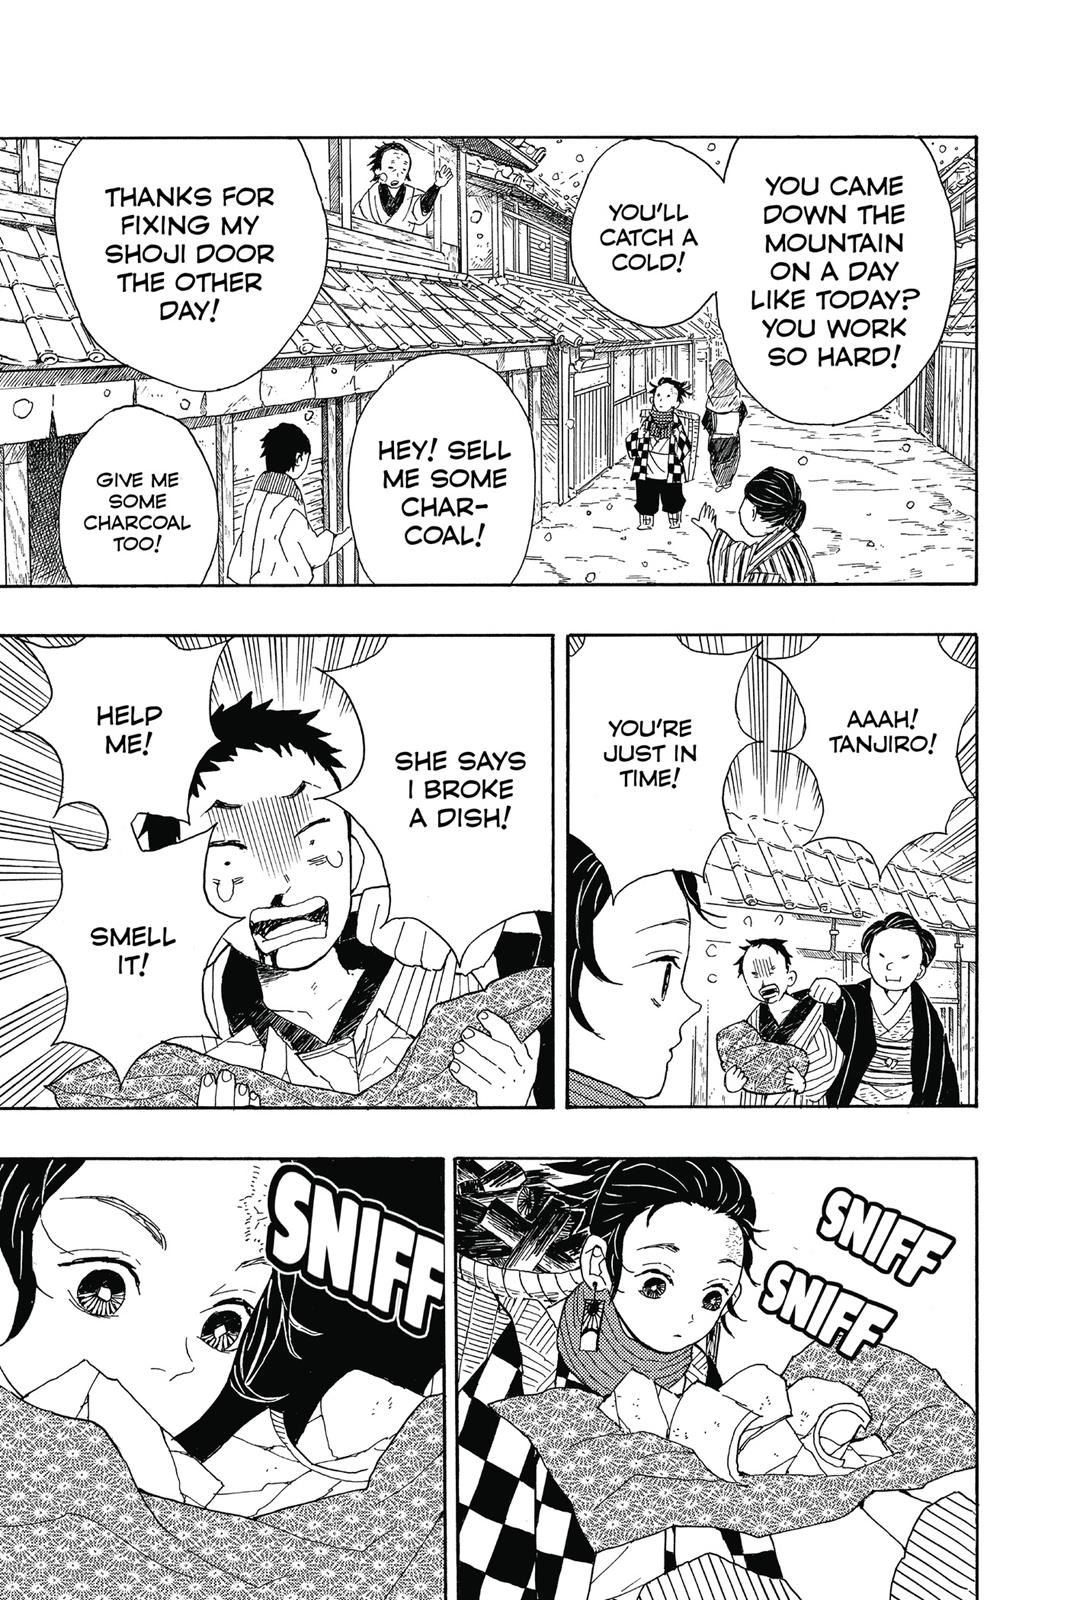 YOU CAME
DOWN THE
MOUNTAIN
ON A DAY
LIKE TODAY?
YOU WORK
SO HARD!
YOU'LL
CATCH A
COLD!
THANKS FOR
FIXING MY
SHOJI DOOR
THE OTHER
DAY!
HEY! SELL
ME SOME
CHAR-
COAL!
GIVE ME
SOME
CHARCOAL
TOO!
AAAH!
TANJIRO!
YOU'RE
JUST IN
TIME!
SHE SAYS
I BROKE
A DISH!
HELP
ME!
SMELL
IT!
SNIFF
SNIFF
SNIFF